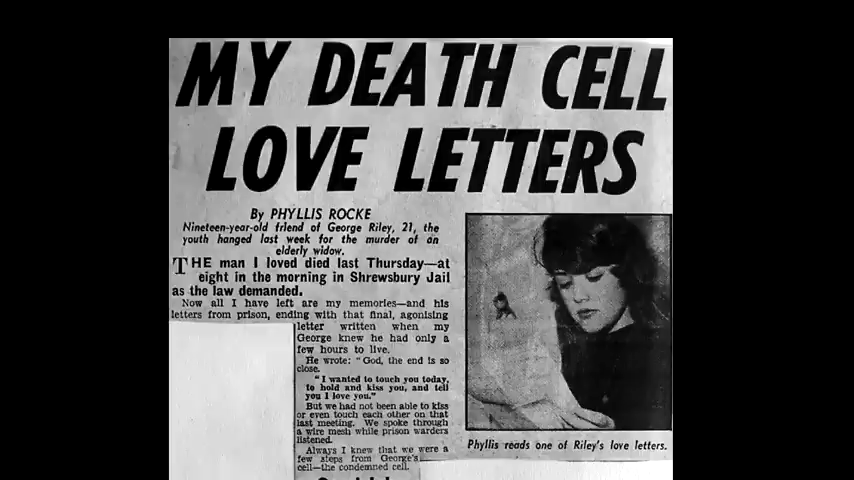 MY DEATH CELL
LOVE LETTERS
By PHYLLIS ROCKE
Nineteen-year-old friend of George Riley, 21, the
youth hanged last week for the murder of an
elderly widow.
THE man I loved died last Thursday—at
eight in the morning in Shrewsbury Jail
as the law demanded.
Now all I have left are my memories—and his
letters from prison, ending with that final, agonising
letter written when my
George knew he had only a
few hours to live.
He wrote: "God, the end is so
close.
"I wanted to touch you today,
to hold and kiss you, and tell
you I love you."
But we had not been able to kiss
or even touch each other on that
last meeting. We spoke through
a wire mesh while prison warders
listened.
Always I knew that we were a
few steps from George's
cell—the condemned cell.
Phyllis reads one of Riley's love letters.